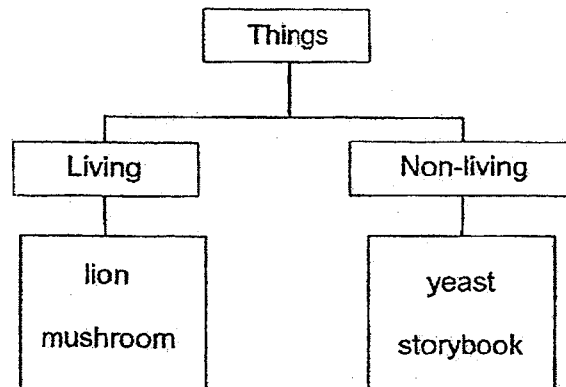 Things
Living
Non-living
lion
mushroom
yeast
storybook